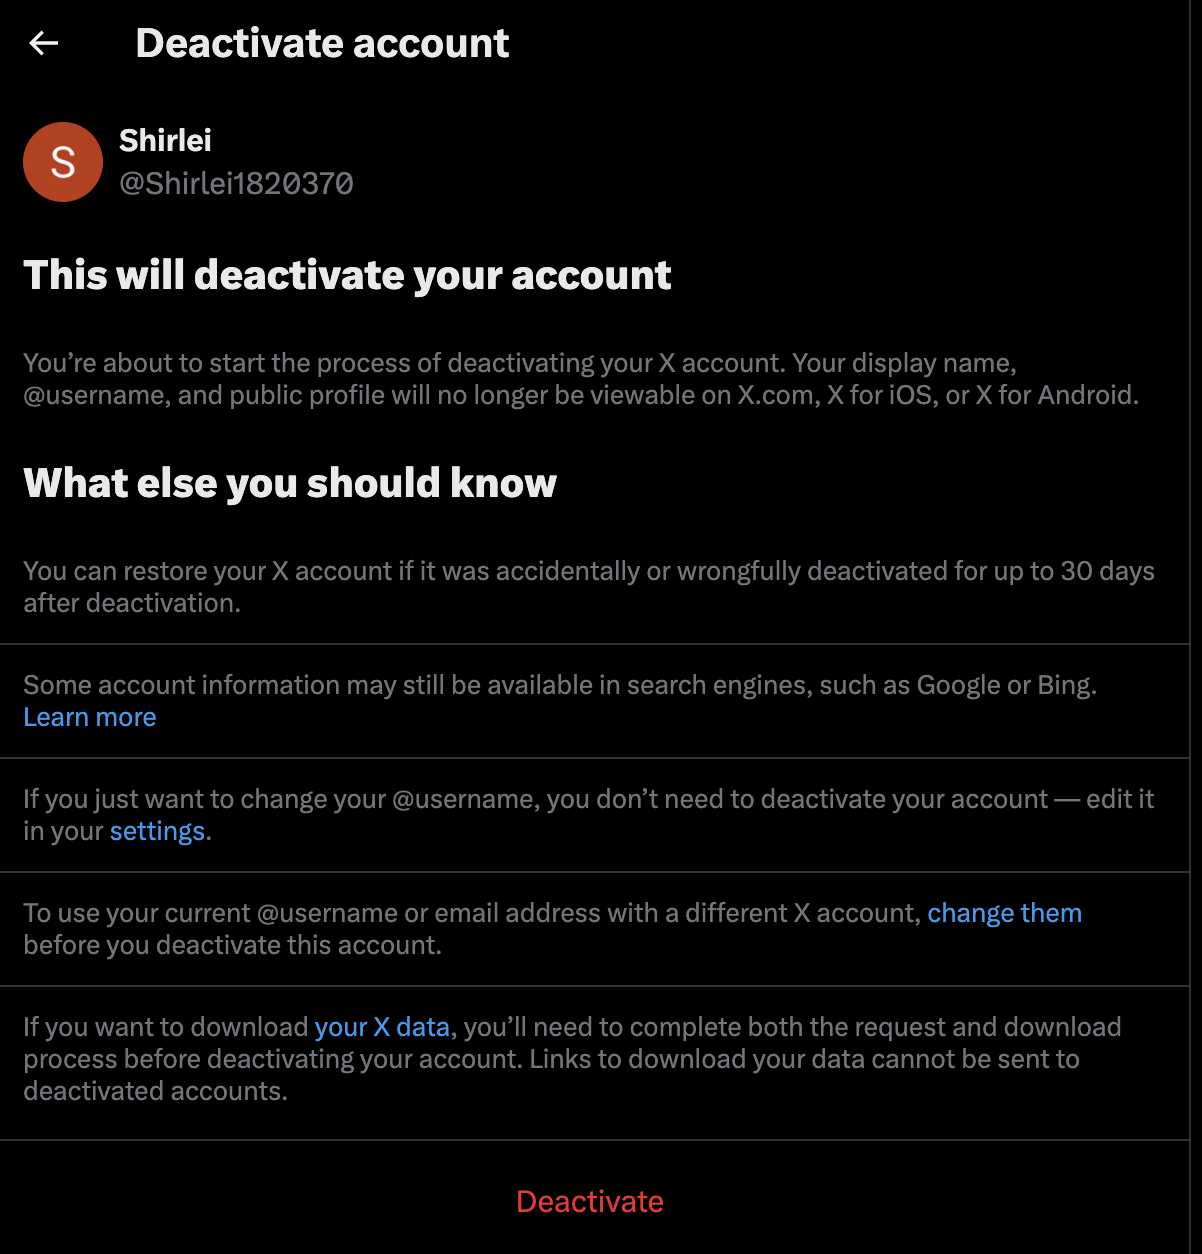 Deactivate account
S
Shirlei
@Shirlei1820370
This will deactivate your account
You’re about to start the process of deactivating your X account. Your display name,
@username, and public profile will no longer be viewable on X.com, X for iOS, or X for Android.
What else you should know
You can restore your X account if it was accidentally or wrongfully deactivated for up to 30 days
after deactivation.
Some account information may still be available in search engines, such as Google or Bing.
Learn more
If you just want to change your @username, you don’t need to deactivate your account — edit it
in your settings.
To use your current @username or email address with a different X account, change them
before you deactivate this account.
If you want to download your X data, you’ll need to complete both the request and download
process before deactivating your account. Links to download your data cannot be sent to
deactivated accounts.
Deactivate